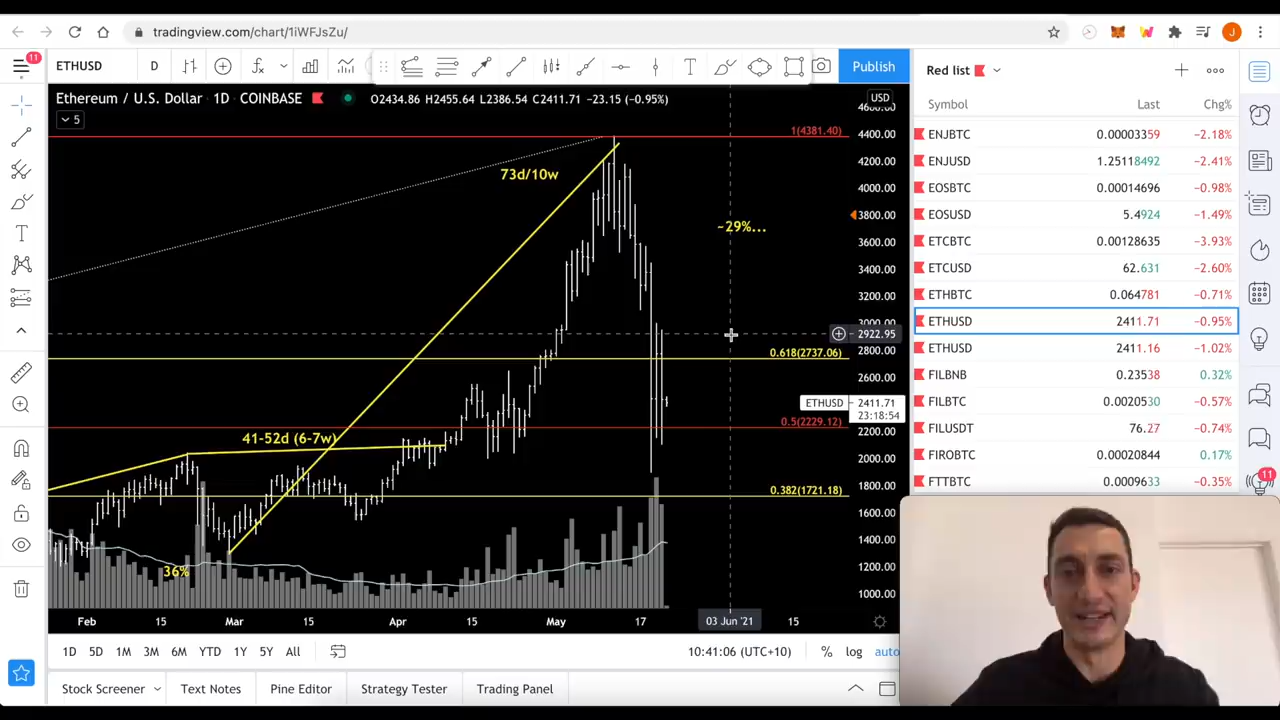 tradingview.com/chart/1iWFJsZu/
J
11
ETHUSD
D
Publish
Red list
Ethereum / U.S. Dollar · 1D · COINBASE
O2434.86 H2455.64 L2386.54 C2411.71 −23.15 (−0.95%)
5
USD
4600.00
4400.00
4200.00
4000.00
3800.00
3600.00
3400.00
3200.00
3000.00
2922.95
2800.00
2600.00
ETHUSD
2411.71
23:18:54
2200.00
2000.00
1800.00
1600.00
1400.00
1200.00
1000.00
1(4381.40)
73d/10w
~29%...
0.618(2737.06)
0.5(2229.12)
41-52d (6-7w)
0.382(1721.18)
36%
Feb 15 Mar 15 Apr 15 May 17 03 Jun '21 15
1D 5D 1M 3M 6M YTD 1Y 5Y All
10:41:06 (UTC+10) % log auto
Stock Screener Text Notes Pine Editor Strategy Tester Trading Panel
Symbol Last Chg%
ENJBTC 0.00003359 −2.18%
ENJUSD 1.25118492 −2.41%
EOSBTC 0.00014696 −0.98%
EOSUSD 5.4924 −1.49%
ETCBTC 0.00128635 −3.93%
ETCUSD 62.631 −2.60%
ETHBTC 0.064781 −0.71%
ETHUSD 2411.71 −0.95%
ETHUSD 2411.16 −1.02%
FILBNB 0.23538 0.32%
FILBTC 0.0020530 −0.57%
FILUSDT 76.27 −0.74%
FIROBTC 0.00020844 0.17%
FTTBTC 0.0009633 −0.35%
11